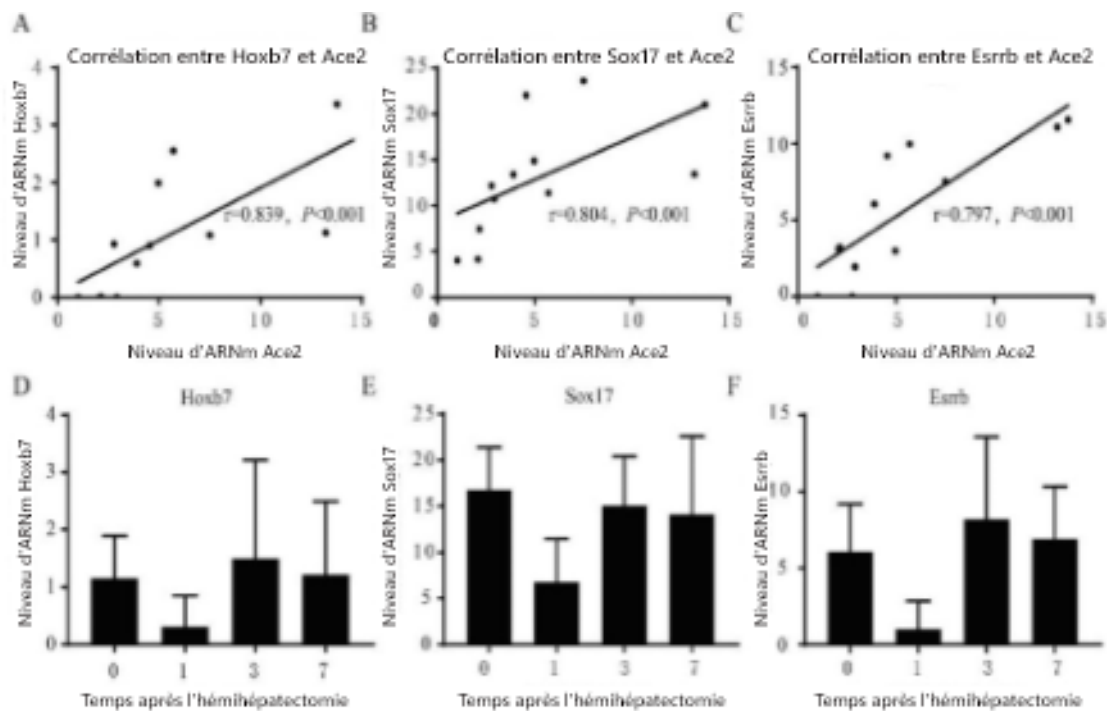 A
Corrélation entre Hoxb7 et Ace2
Niveau d'ARNm Hoxb7
4
3
2
1
0
r=0.839, P<0.001
0
5
10
15
Niveau d'ARNm Ace2
B
Corrélation entre Sox17 et Ace2
Niveau d'ARNm Sox17
25
20
15
10
5
0
r=0.804, P<0.001
0
5
10
15
Niveau d'ARNm Ace2
C
Corrélation entre Esrrb et Ace2
Niveau d'ARNm Esrrb
15
10
5
0
r=0.797, P<0.001
0
5
10
15
Niveau d'ARNm Ace2
D
Hoxb7
Niveau d'ARNm Hoxb7
4
3
2
1
0
0
1
3
7
Temps après l'hémihépatectomie
E
Sox17
Niveau d'ARNm Sox17
25
20
15
10
5
0
0
1
3
7
Temps après l'hémihépatectomie
F
Esrrb
Niveau d'ARNm Esrrb
15
10
5
0
0
1
3
7
Temps après l'hémihépatectomie